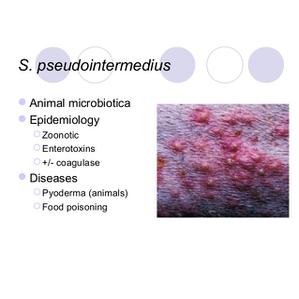 S. pseudointermedius
Animal microbiotica
Epidemiology
Zoonotic
Enterotoxins
+/- coagulase
Diseases
Pyoderma (animals)
Food poisoning